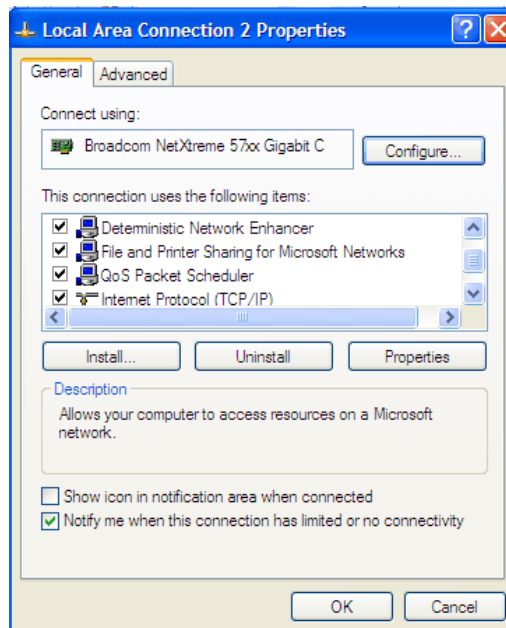 Local Area Connection 2 Properties
General Advanced
Connect using:
Broadcom NetXtreme 57xx Gigabit C Configure...
This connection uses the following items:
Deterministic Network Enhancer
File and Printer Sharing for Microsoft Networks
QoS Packet Scheduler
Internet Protocol (TCP/IP)
Install... Uninstall Properties
Description
Allows your computer to access resources on a Microsoft
network.
Show icon in notification area when connected
Notify me when this connection has limited or no connectivity
OK Cancel